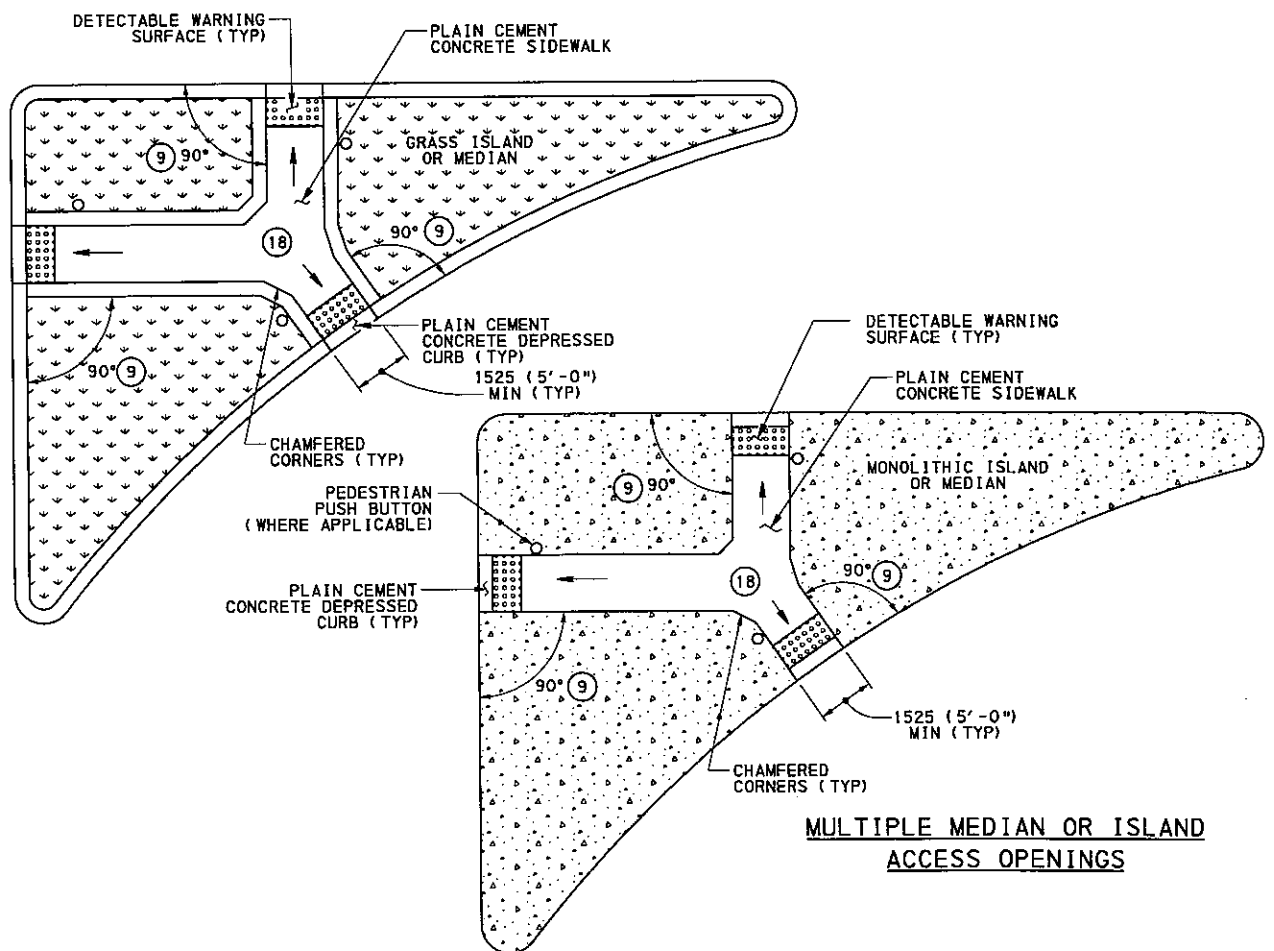 DETECTABLE WARNING
SURFACE (TYP)
PLAIN CEMENT
CONCRETE SIDEWALK
GRASS ISLAND
OR MEDIAN
9 90°
90° 9
18
90° 9
PLAIN CEMENT
CONCRETE DEPRESSED
CURB (TYP)
1525 (5'-0")
MIN (TYP)
CHAMFERED
CORNERS (TYP)
DETECTABLE WARNING
SURFACE (TYP)
PLAIN CEMENT
CONCRETE SIDEWALK
MONOLITHIC ISLAND
OR MEDIAN
PEDESTRIAN
PUSH BUTTON
(WHERE APPLICABLE)
9 90°
90° 9
18
PLAIN CEMENT
CONCRETE DEPRESSED
CURB (TYP)
90° 9
1525 (5'-0")
MIN (TYP)
CHAMFERED
CORNERS (TYP)
MULTIPLE MEDIAN OR ISLAND
ACCESS OPENINGS